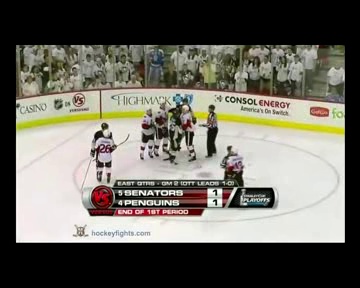 CASINO
HIGHMARK
CONSOL ENERGY
America's On Switch
26
EAST QTRS - GM 2 (OTT LEADS 1-0)
5 SENATORS 1
4 PENGUINS 1
END OF 1ST PERIOD
PLAYOFFS
hockeyfights.com